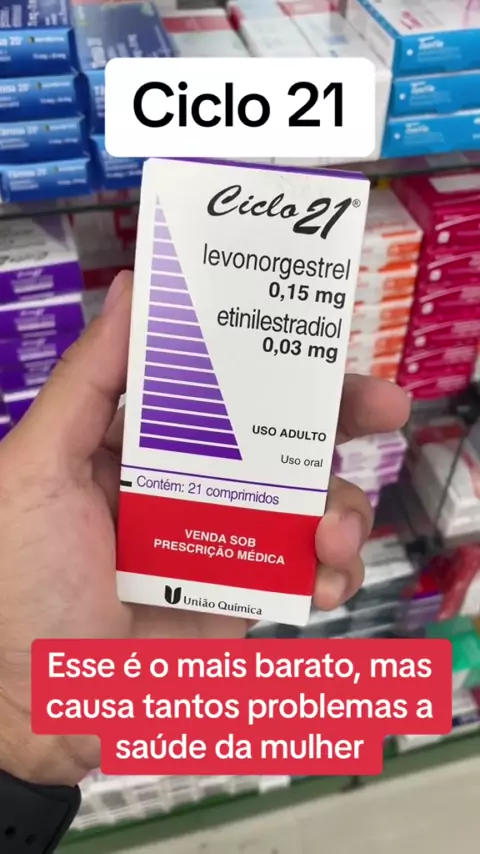 Ciclo 21
Ciclo 21®
levonorgestrel
0,15 mg
etinilestradiol
0,03 mg
USO ADULTO
Uso oral
Contém: 21 comprimidos
VENDA SOB
PRESCRIÇÃO MÉDICA
União Química
Esse é o mais barato, mas
causa tantos problemas a
saúde da mulher